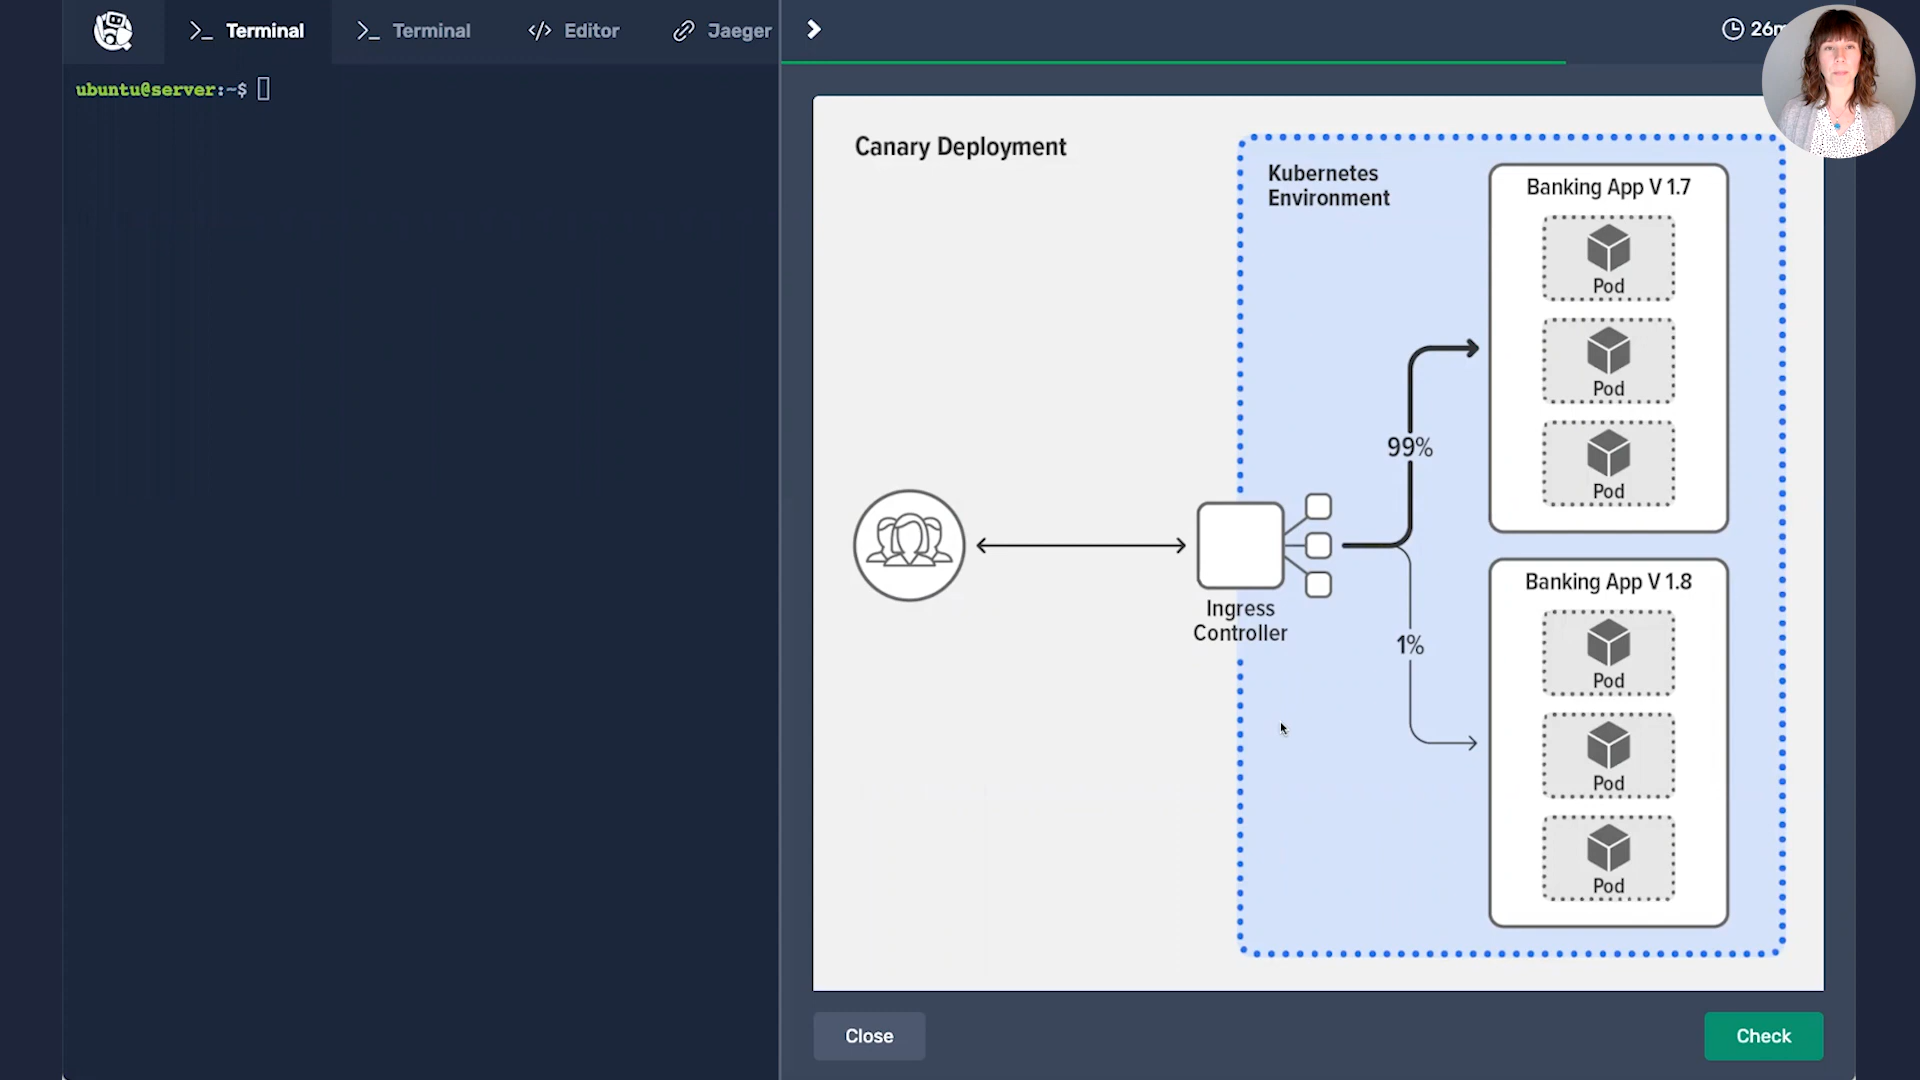 Terminal
Terminal
Editor
Jaeger
ubuntu@server:~$
Canary Deployment
Kubernetes
Environment
Banking App V 1.7
Pod
Pod
Pod
99%
Ingress
Controller
1%
Banking App V 1.8
Pod
Pod
Pod
Close
Check